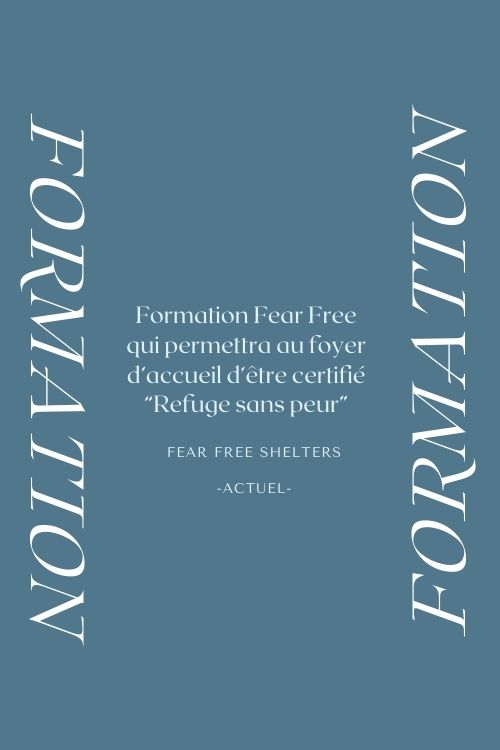 FORMATION
Formation Fear Free
qui permettra au foyer
d'accueil d'être certifié
"Refuge sans peur"
FEAR FREE SHELTERS
-ACTUEL-
FORMATION